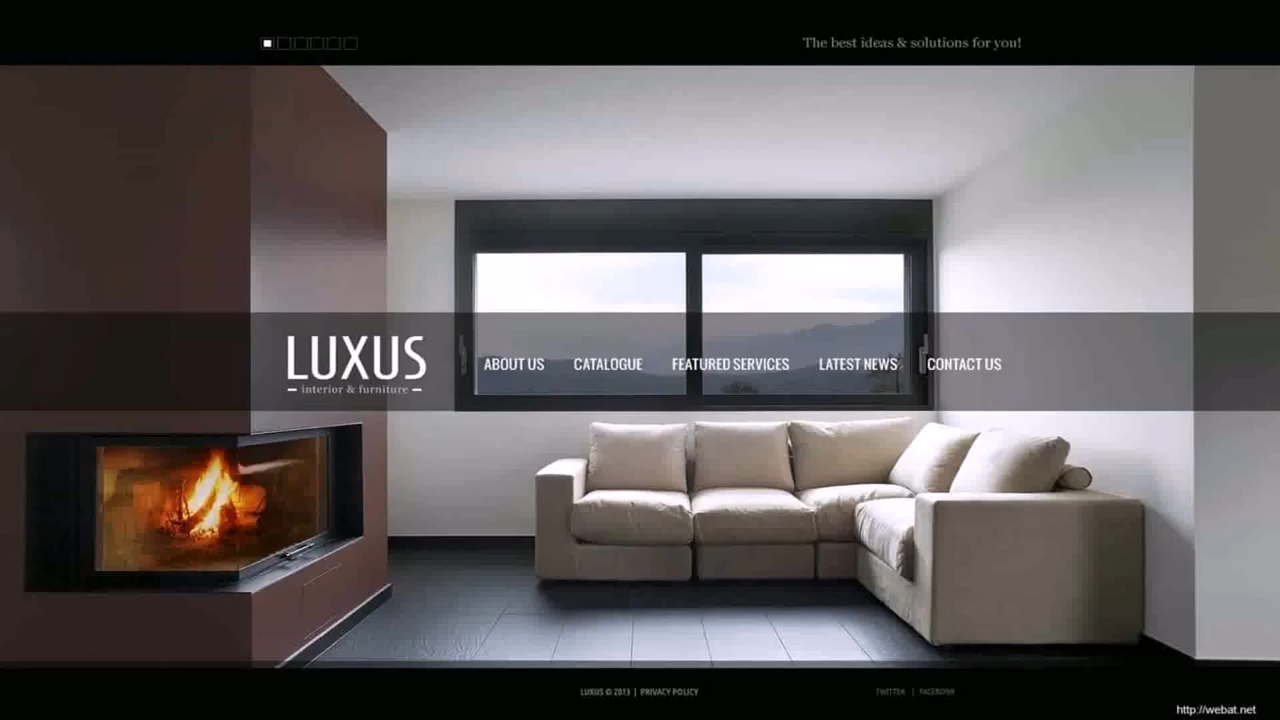 The best ideas & solutions for you!
LUXUS
interior & furniture
ABOUT US CATALOGUE FEATURED SERVICES LATEST NEWS CONTACT US
LUXUS © 2013 | PRIVACY POLICY
TWITTER | FACEBOOK
http://webat.net